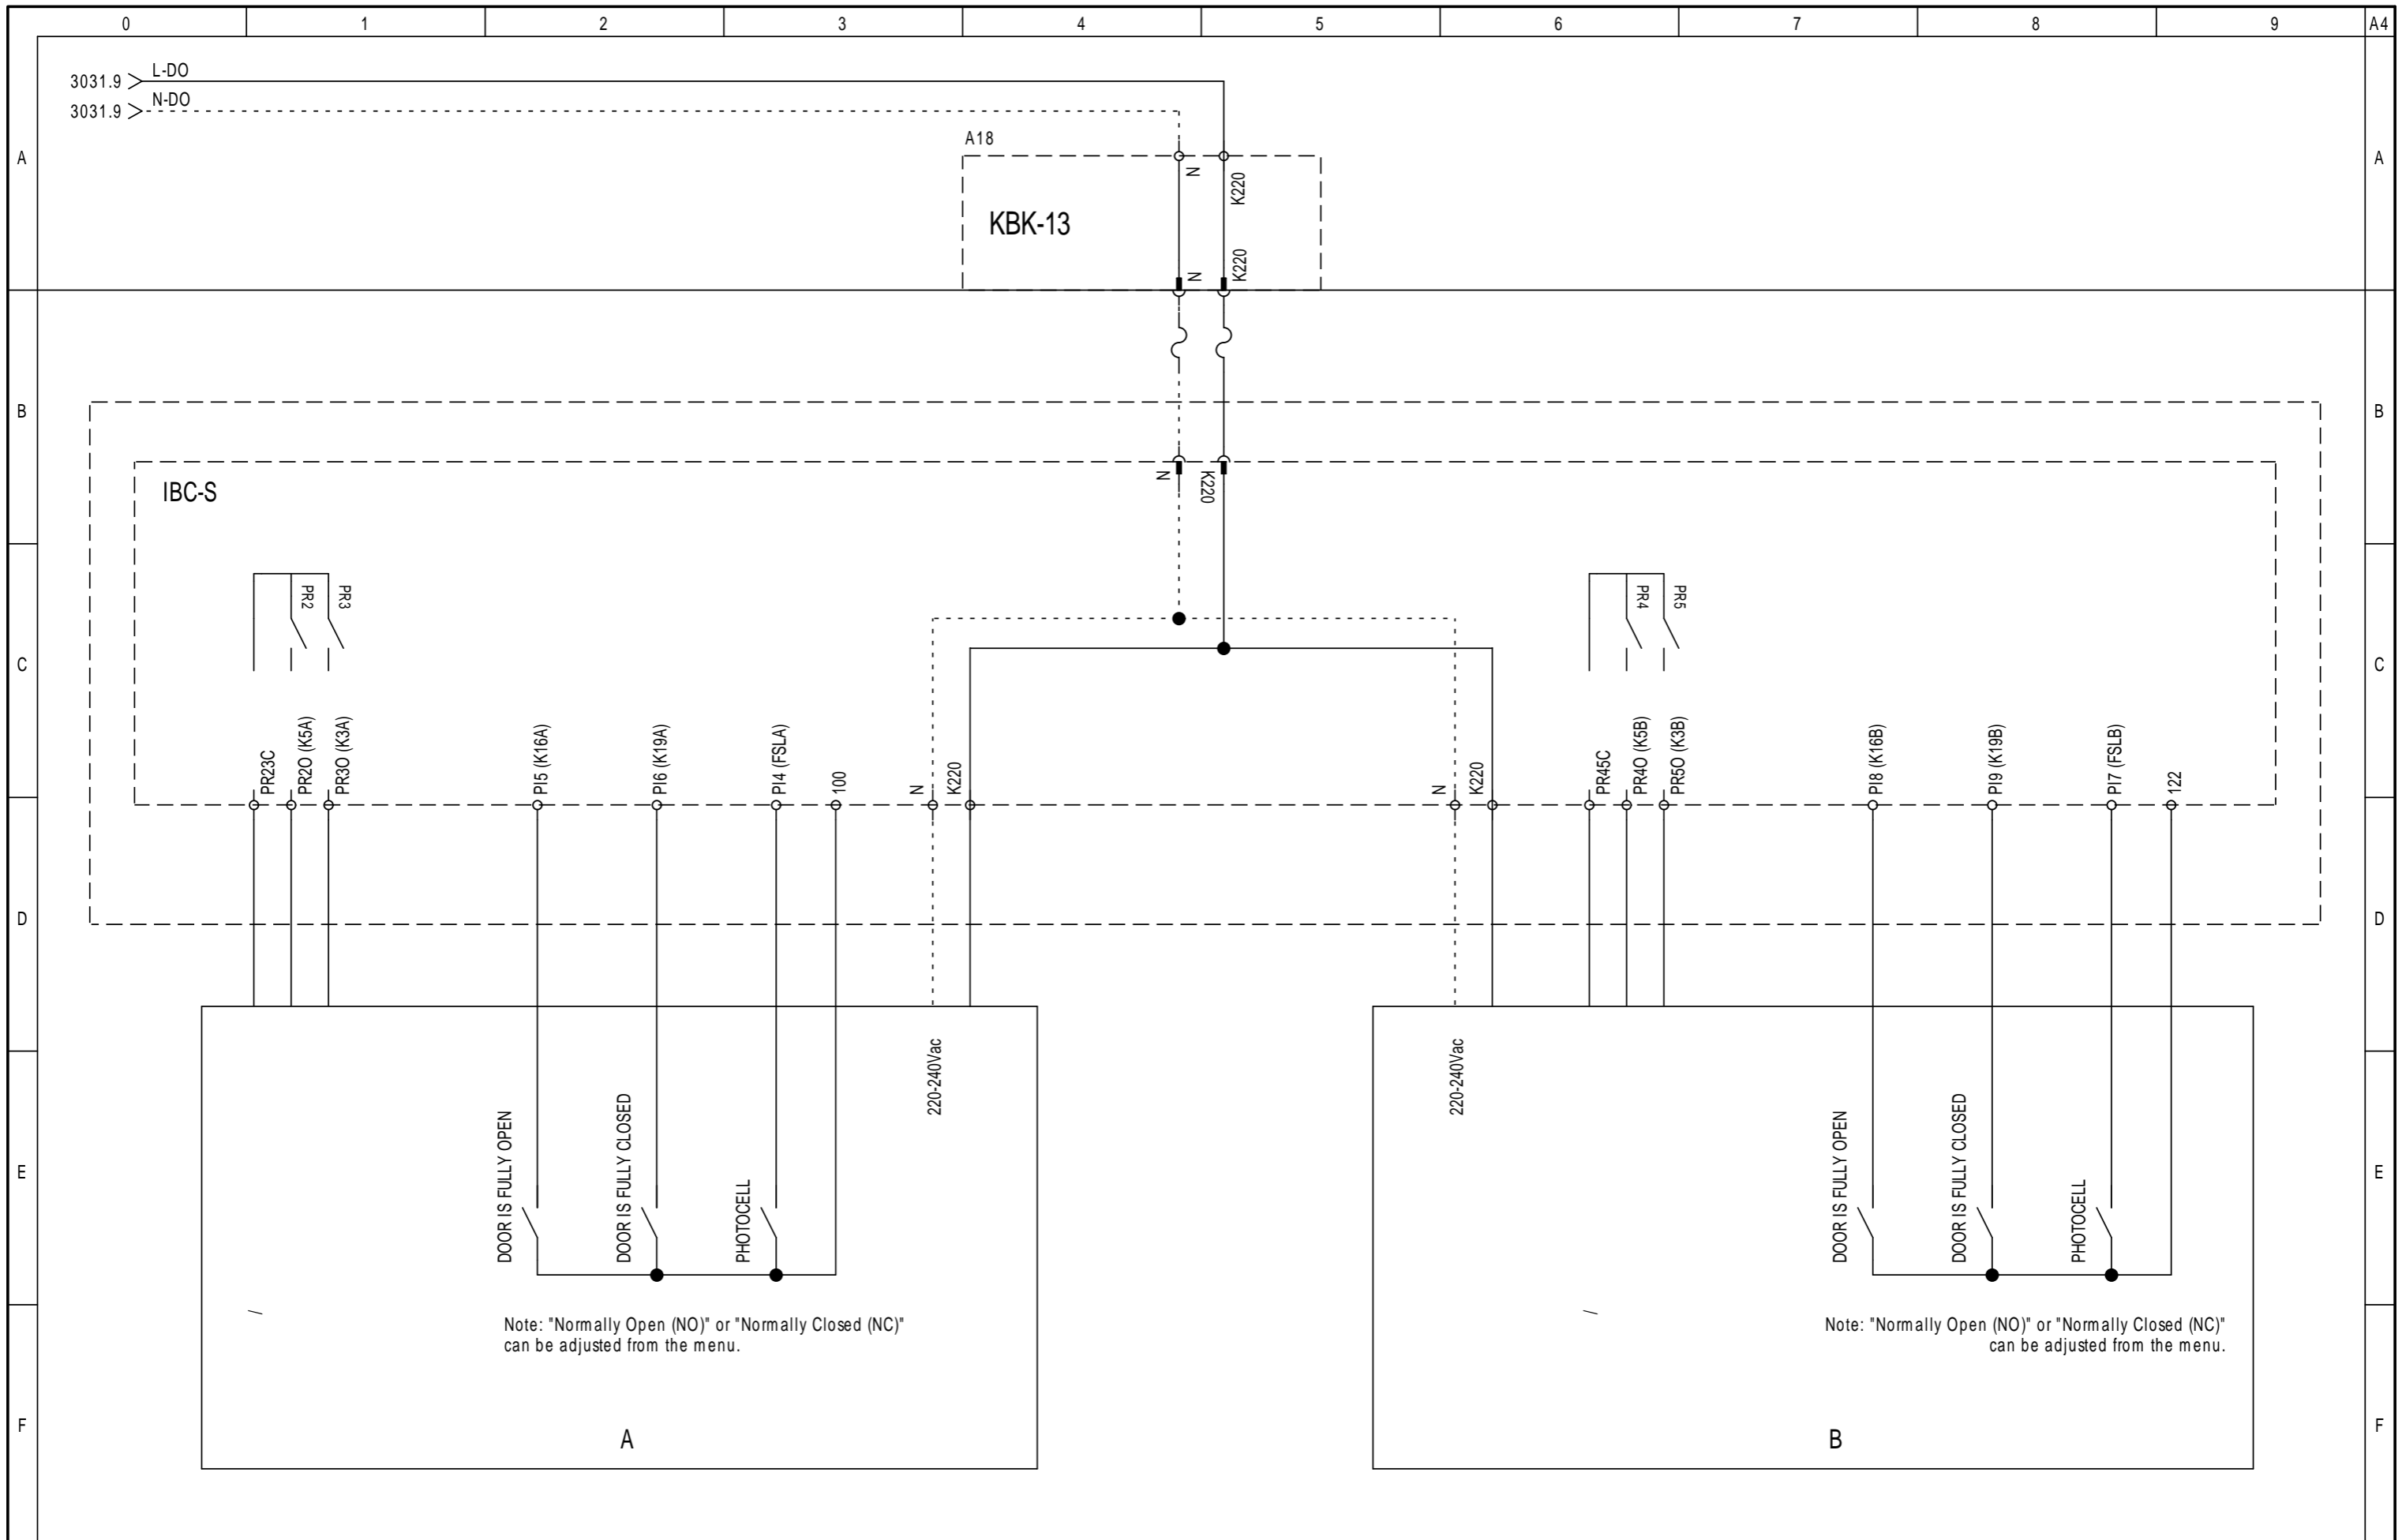 0 1 2 3 4 5 6 7 8 9 A4
3031.9 L-DO
3031.9 N-DO
A18
A A
N K220
KBK-13
N K220
B B
N K220
IBC-S
PR2 PR3
PR4 PR5
C C
PR23C
PR2O (K5A)
PR3O (K3A)
PI5 (K16A)
PI6 (K19A)
PI4 (FSLA)
100
N
K220
N
K220
PR45C
PR4O (K5B)
PR5O (K3B)
PI8 (K16B)
PI9 (K19B)
PI7 (FSLB)
122
D D
DOOR IS FULLY OPEN
DOOR IS FULLY CLOSED
PHOTOCELL
220-240Vac
220-240Vac
DOOR IS FULLY OPEN
DOOR IS FULLY CLOSED
PHOTOCELL
E E
Note: "Normally Open (NO)" or "Normally Closed (NC)"
can be adjusted from the menu.
Note: "Normally Open (NO)" or "Normally Closed (NC)"
can be adjusted from the menu.
F F
A
B